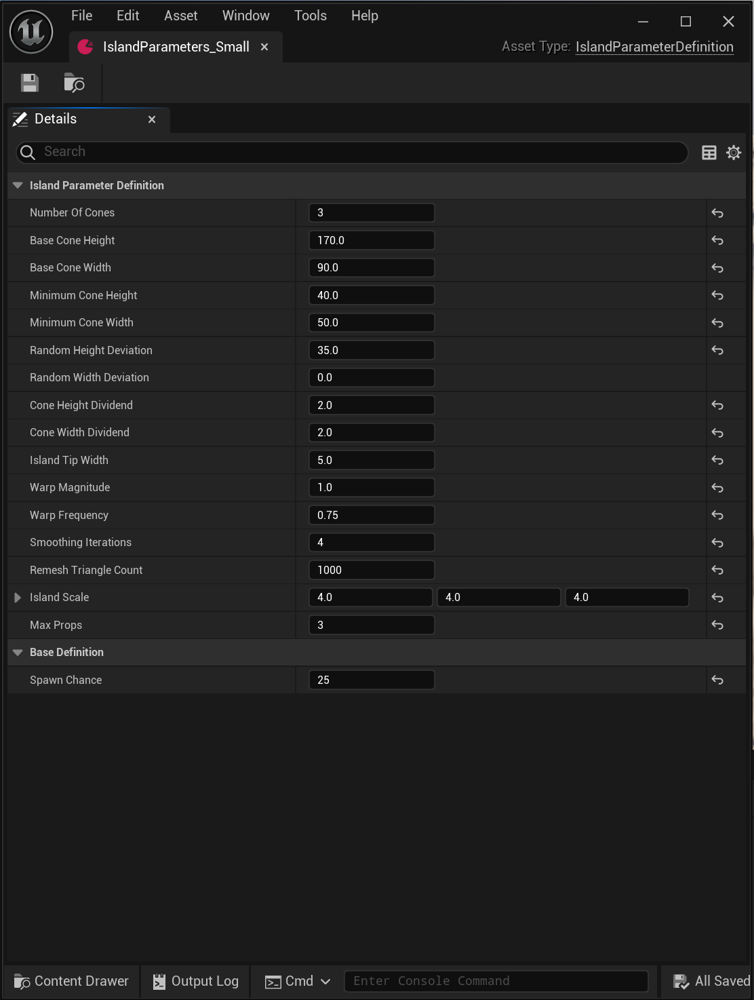 File Edit Asset Window Tools Help
IslandParameters_Small
Asset Type: IslandParameterDefinition
Details
Search
Island Parameter Definition
Number Of Cones 3
Base Cone Height 170.0
Base Cone Width 90.0
Minimum Cone Height 40.0
Minimum Cone Width 50.0
Random Height Deviation 35.0
Random Width Deviation 0.0
Cone Height Dividend 2.0
Cone Width Dividend 2.0
Island Tip Width 5.0
Warp Magnitude 1.0
Warp Frequency 0.75
Smoothing Iterations 4
Remesh Triangle Count 1000
Island Scale 4.0 4.0 4.0
Max Props 3
Base Definition
Spawn Chance 25
Content Drawer Output Log Cmd Enter Console Command All Saved